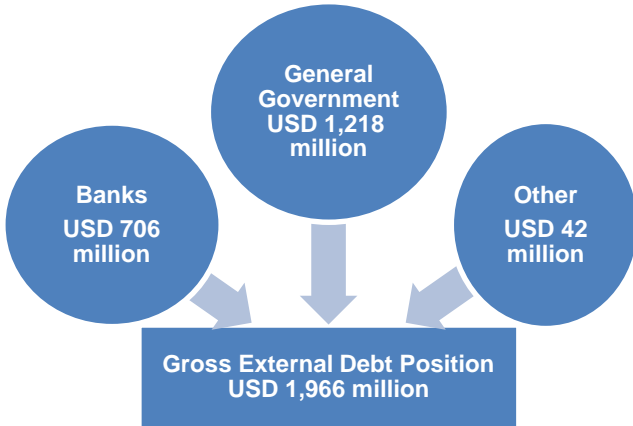 General
Government
USD 1,218
million
Banks
USD 706
million
Other
USD 42
million
Gross External Debt Position
USD 1,966 million